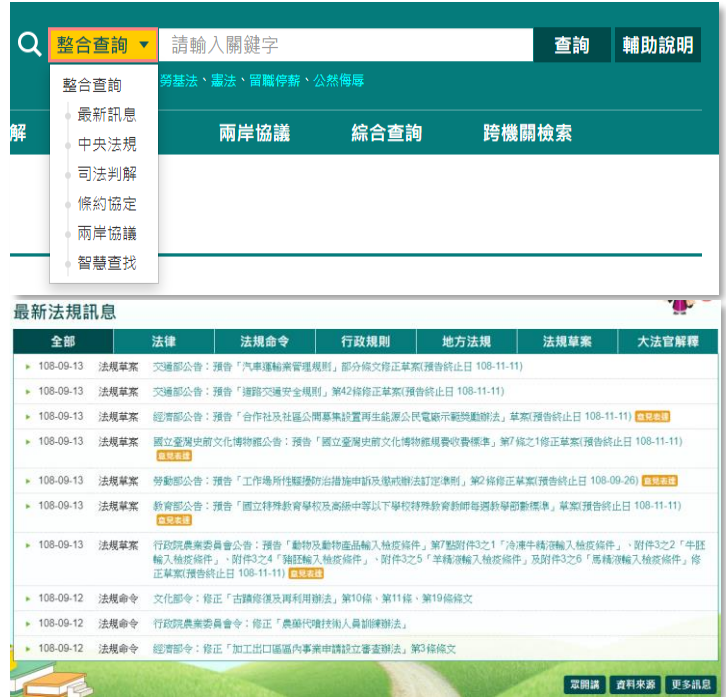 整合查詢 ▼ 請輸入關鍵字 查詢 輔助說明
整合查詢 勞基法、憲法、留職停薪、公然侮辱
最新訊息
解 兩岸協議 綜合查詢 跨機關檢索
中央法規
司法判解
條約協定
兩岸協議
智慧查找
最新法規訊息
全部 法律 法規命令 行政規則 地方法規 法規草案 大法官解釋
108-09-13 法規草案 交通部公告：預告「汽車運輸業管理規則」部分條文修正草案(預告終止日 108-11-11)
108-09-13 法規草案 交通部公告：預告「道路交通安全規則」第42條修正草案(預告終止日 108-11-11)
108-09-13 法規草案 經濟部公告：預告「合作社及社區公開募集設置再生能源公民電廠示範獎勵辦法」草案(預告終止日 108-11-11) 意見表達
108-09-13 法規草案 國立臺灣史前文化博物館公告：預告「國立臺灣史前文化博物館規費收費標準」第7條之1修正草案(預告終止日 108-11-11)
意見表達
108-09-13 法規草案 勞動部公告：預告「工作場所性騷擾防治措施申訴及懲戒辦法訂定準則」第2條修正草案(預告終止日 108-09-26) 意見表達
108-09-13 法規草案 教育部公告：預告「國立特殊教育學校及高級中等以下學校特殊教育教師每週教學節數標準」草案(預告終止日 108-11-11)
意見表達
108-09-13 法規草案 行政院農業委員會公告：預告「動物及動物產品輸入檢疫條件」第7點附件3之1「冷凍牛精液輸入檢疫條件」、附件3之2「牛胚
輸入檢疫條件」、附件3之4「豬胚輸入檢疫條件」、附件3之5「羊精液輸入檢疫條件」及附件3之6「馬精液輸入檢疫條件」修
正草案(預告終止日 108-11-11) 意見表達
108-09-12 法規命令 文化部令：修正「古蹟修復及再利用辦法」第10條、第11條、第19條條文
108-09-12 法規命令 行政院農業委員會令：修正「農藥代噴技術人員訓練辦法」
108-09-12 法規命令 經濟部令：修正「加工出口區區內事業申請設立審查辦法」第3條條文
眾開講 資料來源 更多訊息